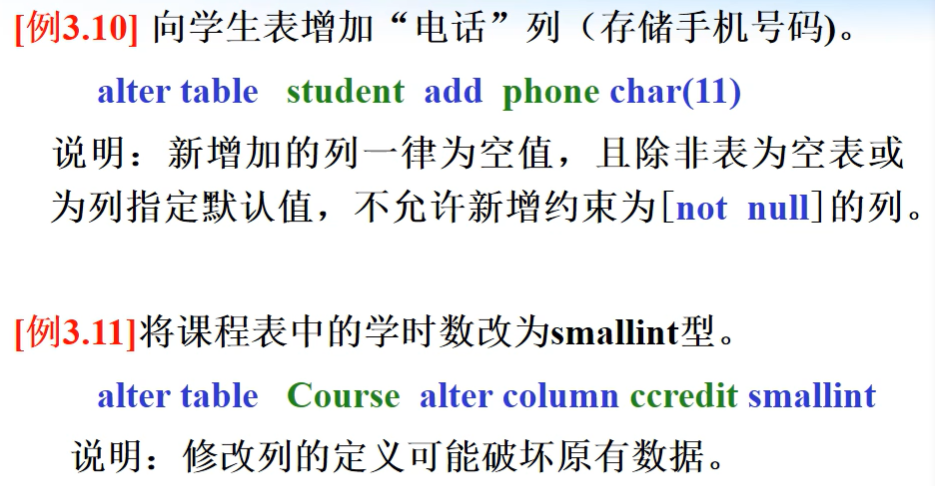 [例3.10] 向学生表增加“电话”列（存储手机号码)。
alter table student add phone char(11)
说明：新增加的列一律为空值，且除非表为空表或
为列指定默认值，不允许新增约束为[not null]的列。
[例3.11]将课程表中的学时数改为smallint型。
alter table Course alter column ccredit smallint
说明：修改列的定义可能破坏原有数据。